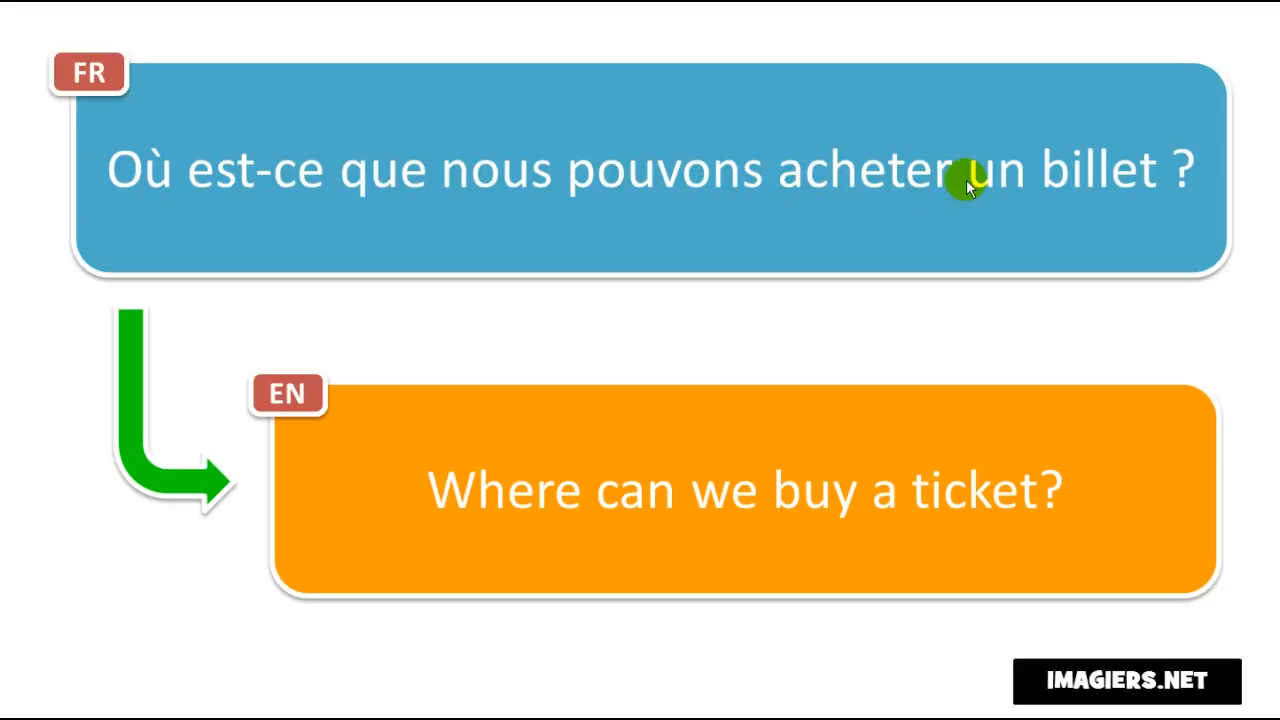 FR
Où est-ce que nous pouvons acheter un billet ?
EN
Where can we buy a ticket?
IMAGIERS.NET